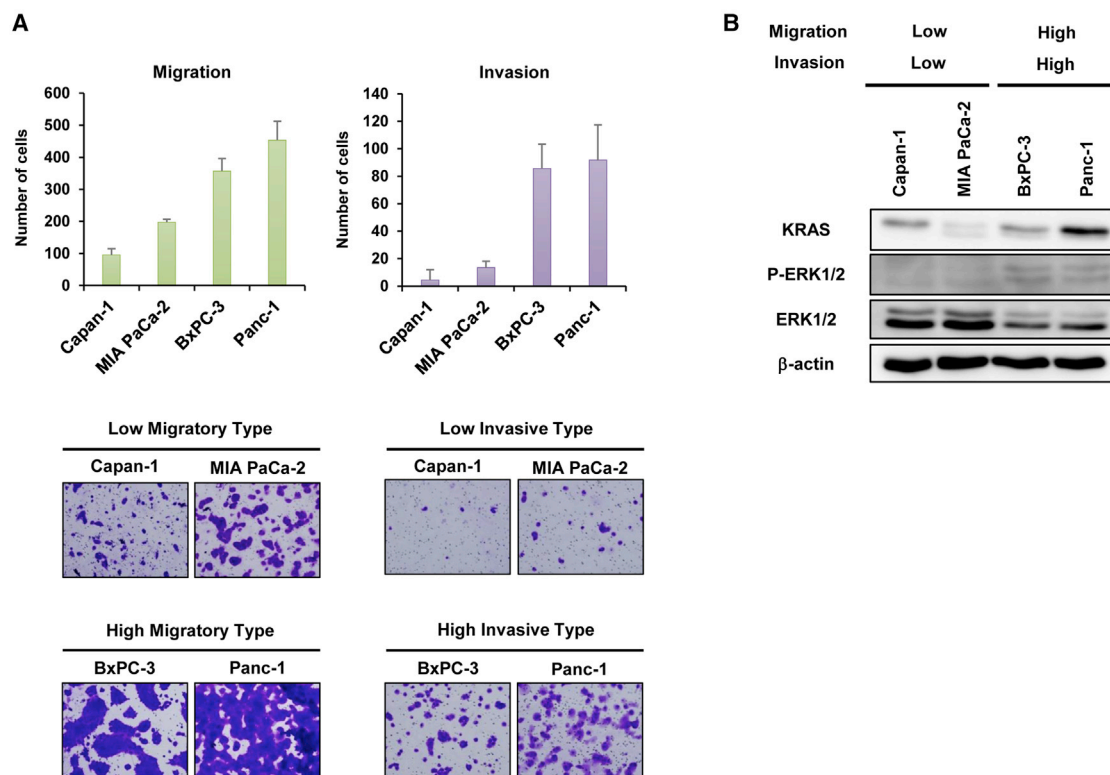 A
Migration
Number of cells
600
500
400
300
200
100
0
Capan-1
MIA PaCa-2
BxPC-3
Panc-1
Invasion
Number of cells
140
120
100
80
60
40
20
0
Capan-1
MIA PaCa-2
BxPC-3
Panc-1
Low Migratory Type
Capan-1 MIA PaCa-2
Low Invasive Type
Capan-1 MIA PaCa-2
High Migratory Type
BxPC-3 Panc-1
High Invasive Type
BxPC-3 Panc-1
B
Migration Low High
Invasion Low High
Capan-1
MIA PaCa-2
BxPC-3
Panc-1
KRAS
P-ERK1/2
ERK1/2
β-actin